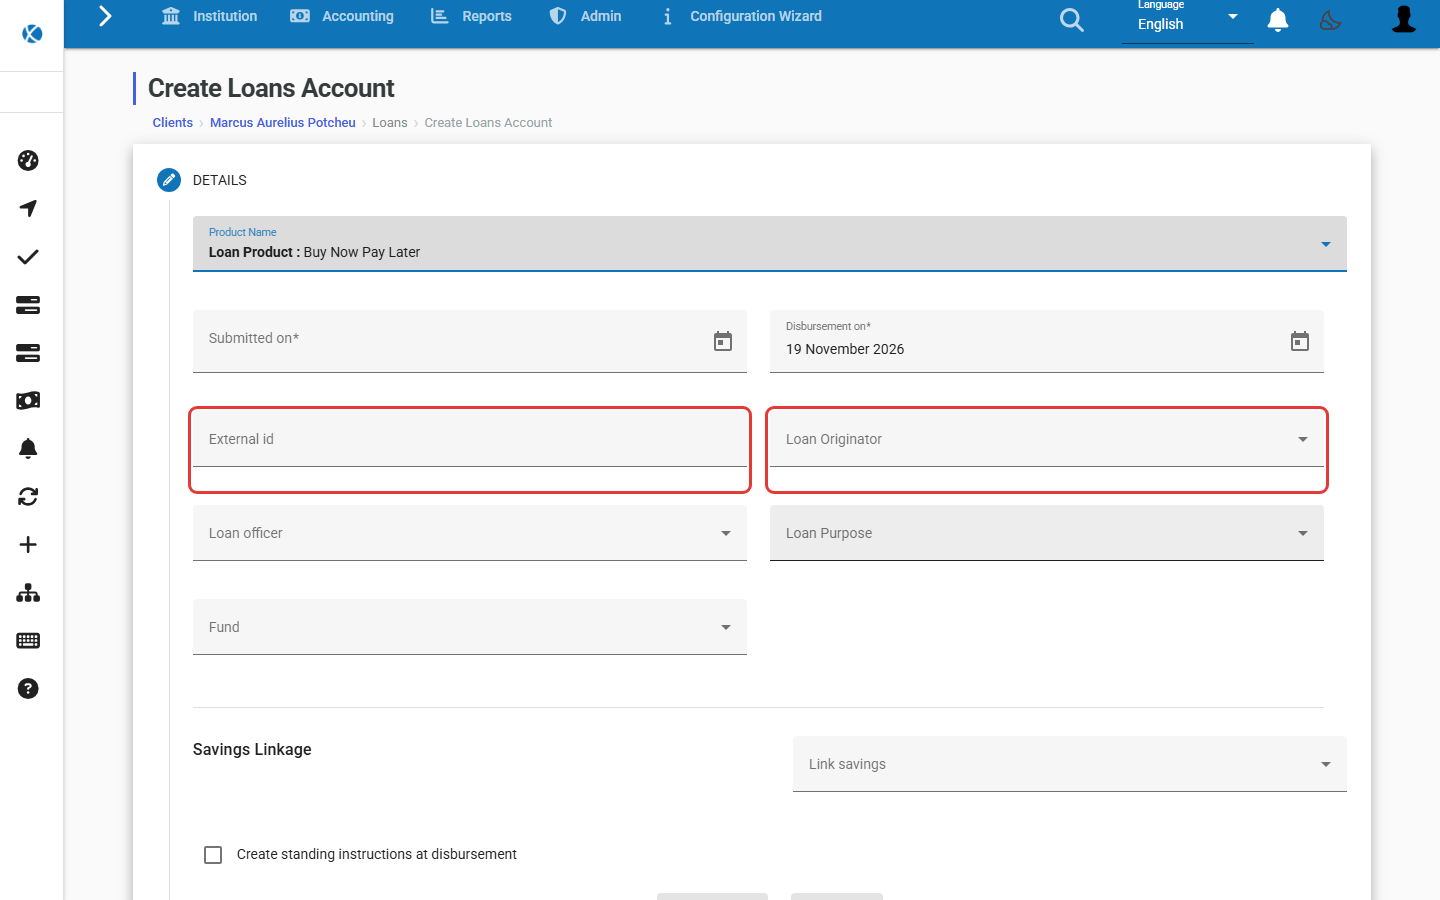 Institution
Accounting
Reports
Admin
Configuration Wizard
Language
English
Create Loans Account
Clients › Marcus Aurelius Potcheu › Loans › Create Loans Account
DETAILS
Product Name
Loan Product : Buy Now Pay Later
Submitted on*
Disbursement on*
19 November 2026
External id
Loan Originator
Loan officer
Loan Purpose
Fund
Savings Linkage
Link savings
Create standing instructions at disbursement